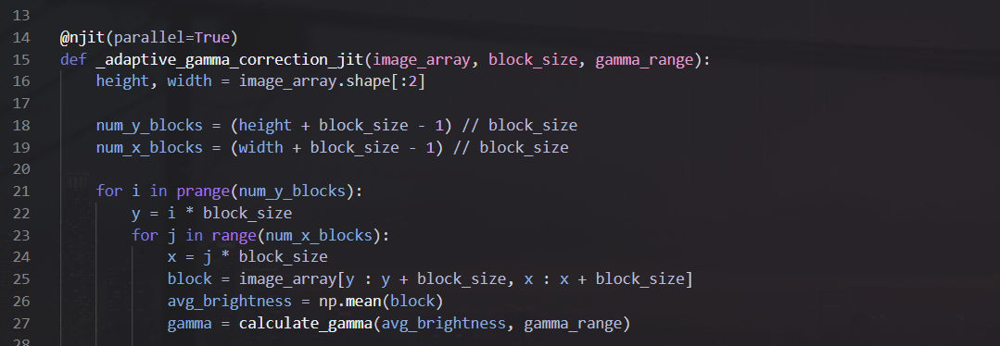 13
14 @njit(parallel=True)
15 def _adaptive_gamma_correction_jit(image_array, block_size, gamma_range):
16     height, width = image_array.shape[:2]
17
18     num_y_blocks = (height + block_size - 1) // block_size
19     num_x_blocks = (width + block_size - 1) // block_size
20
21     for i in prange(num_y_blocks):
22         y = i * block_size
23         for j in range(num_x_blocks):
24             x = j * block_size
25             block = image_array[y : y + block_size, x : x + block_size]
26             avg_brightness = np.mean(block)
27             gamma = calculate_gamma(avg_brightness, gamma_range)
28